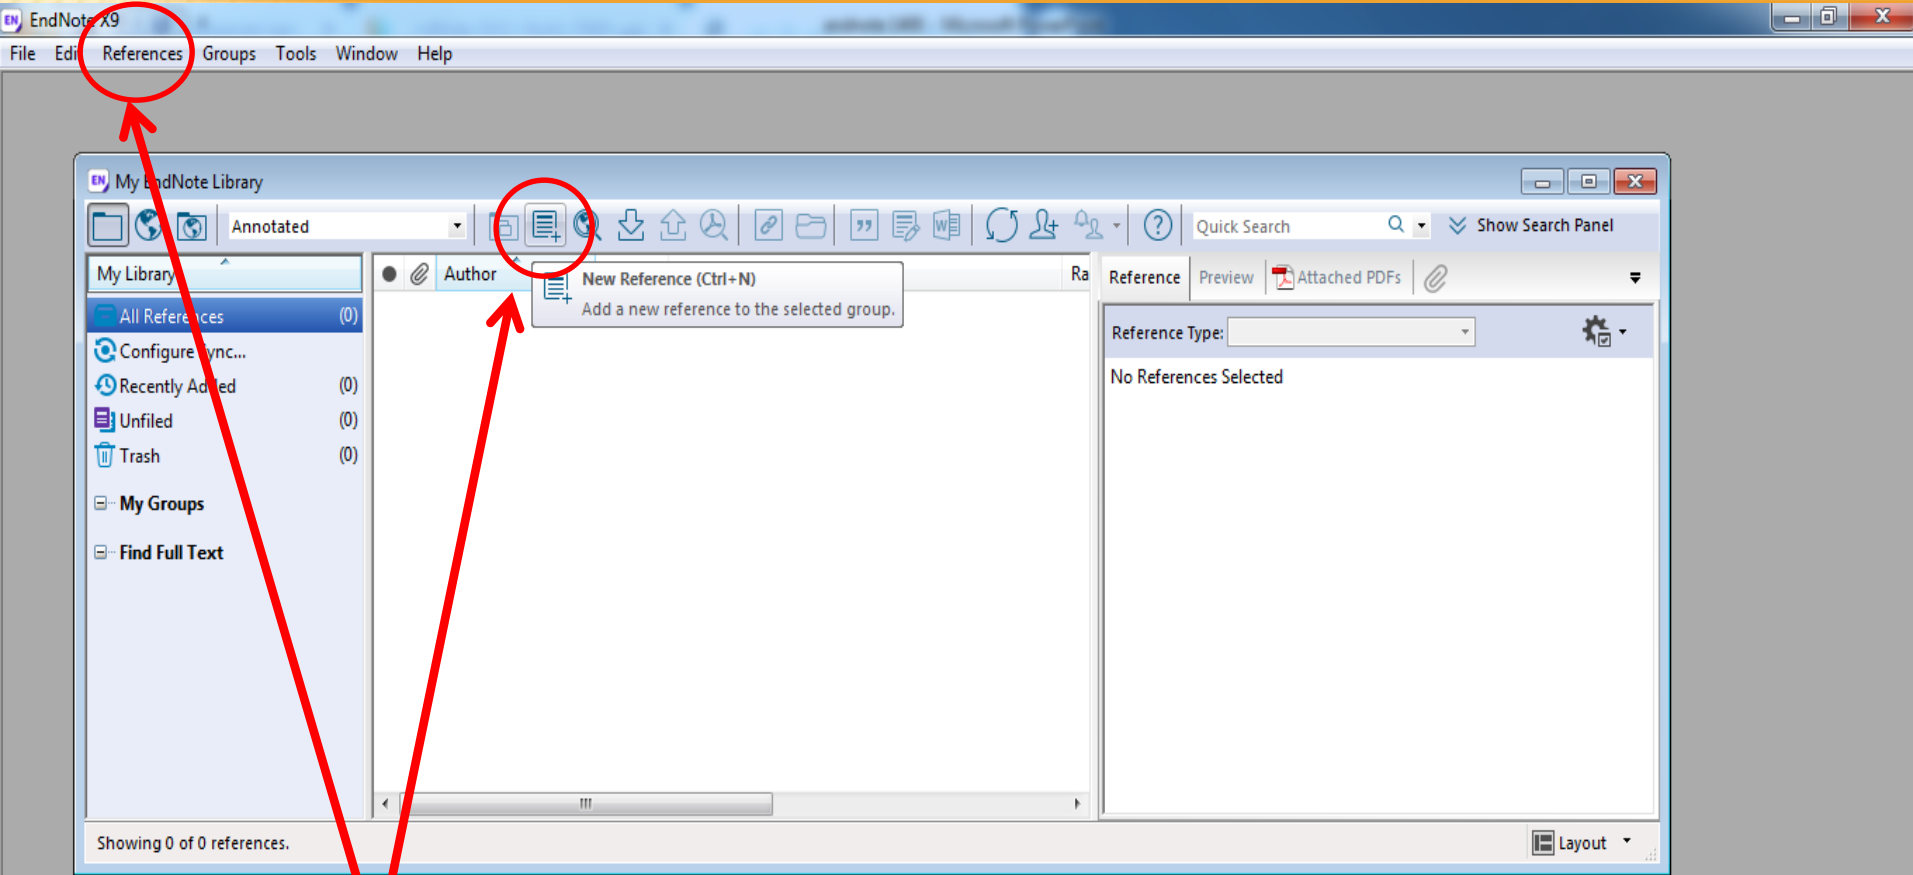 EN EndNote X9
File Edi References Groups Tools Window Help
EN My EndNote Library
Annotated
Quick Search
Show Search Panel
My Library
Author
Ra
New Reference (Ctrl+N)
Add a new reference to the selected group.
Reference Preview Attached PDFs
All References (0)
Configure Sync...
Recently Added (0)
Unfiled (0)
Trash (0)
My Groups
Find Full Text
Reference Type:
No References Selected
Showing 0 of 0 references.
Layout